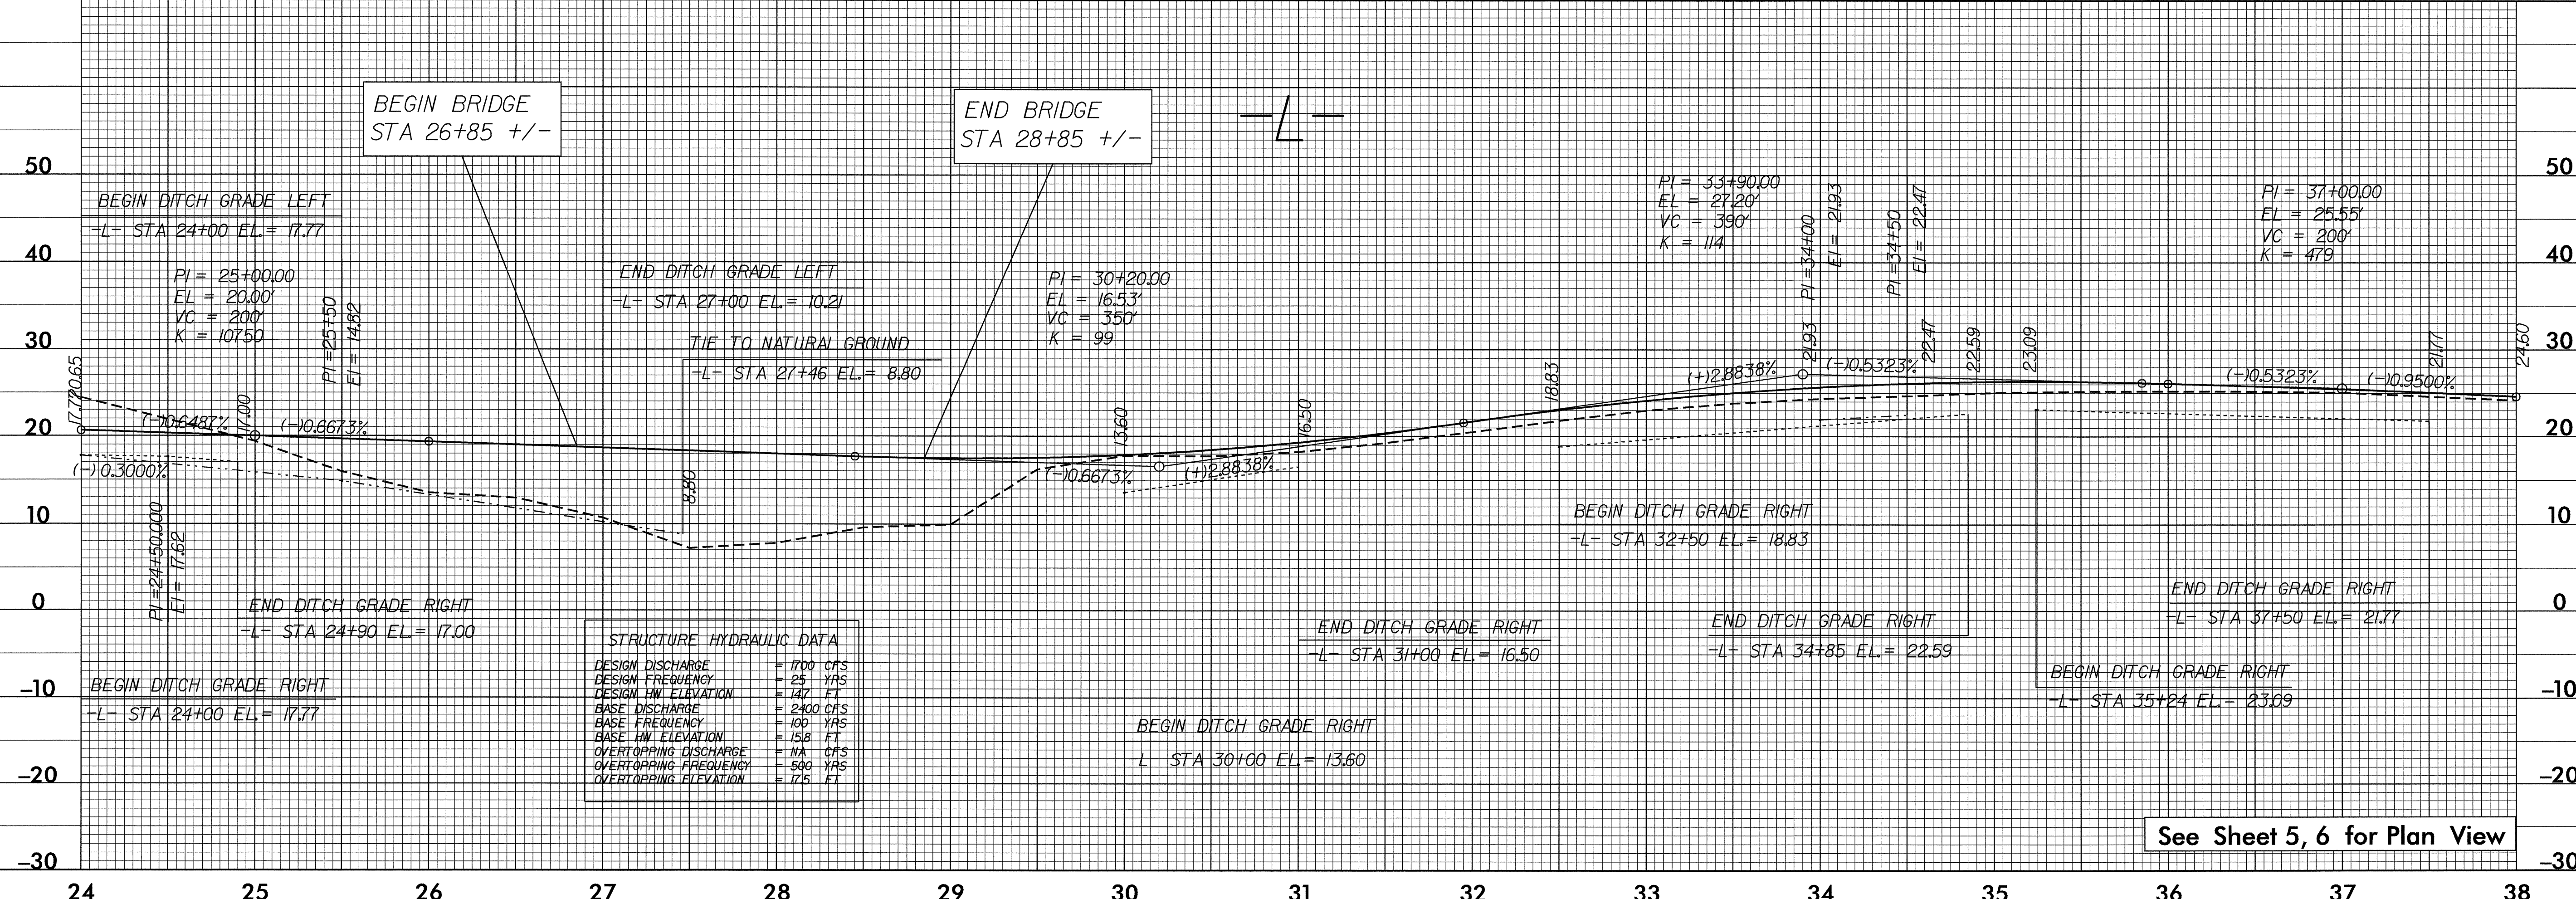 BEGIN BRIDGE
STA 26+85 +/-
END BRIDGE
STA 28+85 +/-
-L-
50
40
30
20
10
0
-10
-20
-30
50
40
30
20
10
0
-10
-20
-30
BEGIN DITCH GRADE LEFT
-L- STA 24+00 EL.= 17.77
PI = 25+00.00
EL = 20.00'
VC = 200'
K = 10750
PI =25+50
El = 14.82
END DITCH GRADE LEFT
-L- STA 27+00 EL.= 10.21
TIE TO NATURAL GROUND
-L- STA 27+46 EL.= 8.80
PI = 30+20.00
EL = 16.53'
VC = 350'
K = 99
PI = 33+90.00
EL = 27.20'
VC = 390'
K = 114
PI =34+00
El = 21.93
PI =34+50
El = 22.47
PI = 37+00.00
EL = 25.55'
VC = 200'
K = 479
20.65
17.77
(-)0.6487%
17.00
(-)0.6673%
(-)0.3000%
8.80
13.60
(-)0.6673%
(+)2.8838%
16.50
18.83
(+)2.8838%
21.93
(-)0.5323%
22.47
22.59
23.09
(-)0.5323%
(-)0.9500%
21.77
24.60
PI =24+50.000
El = 17.62
END DITCH GRADE RIGHT
-L- STA 24+90 EL.= 17.00
BEGIN DITCH GRADE RIGHT
-L- STA 24+00 EL.= 17.77
STRUCTURE HYDRAULIC DATA
DESIGN DISCHARGE = 1700 CFS
DESIGN FREQUENCY = 25 YRS
DESIGN HW ELEVATION = 14.7 FT
BASE DISCHARGE = 2400 CFS
BASE FREQUENCY = 100 YRS
BASE HW ELEVATION = 15.8 FT
OVERTOPPING DISCHARGE = NA CFS
OVERTOPPING FREQUENCY = 500 YRS
OVERTOPPING ELEVATION = 17.5 FT
BEGIN DITCH GRADE RIGHT
-L- STA 30+00 EL.= 13.60
END DITCH GRADE RIGHT
-L- STA 31+00 EL.= 16.50
BEGIN DITCH GRADE RIGHT
-L- STA 32+50 EL.= 18.83
END DITCH GRADE RIGHT
-L- STA 34+85 EL.= 22.59
BEGIN DITCH GRADE RIGHT
-L- STA 35+24 EL.= 23.09
END DITCH GRADE RIGHT
-L- STA 37+50 EL.= 21.77
See Sheet 5, 6 for Plan View
24 25 26 27 28 29 30 31 32 33 34 35 36 37 38